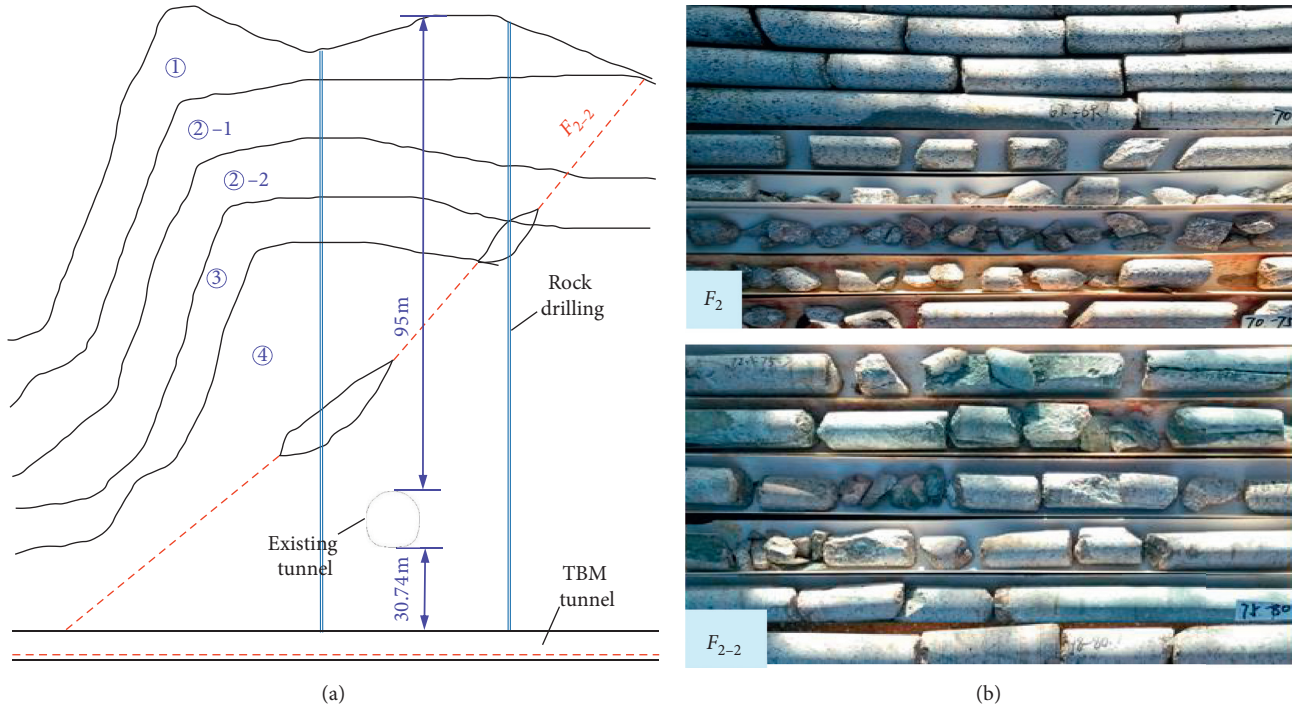 ①
②-1
②-2
③
④
F2-2
95 m
Rock
drilling
Existing
tunnel
30.74 m
TBM
tunnel
(a)
-70
F2
70-75
75-80
F2-2
(b)